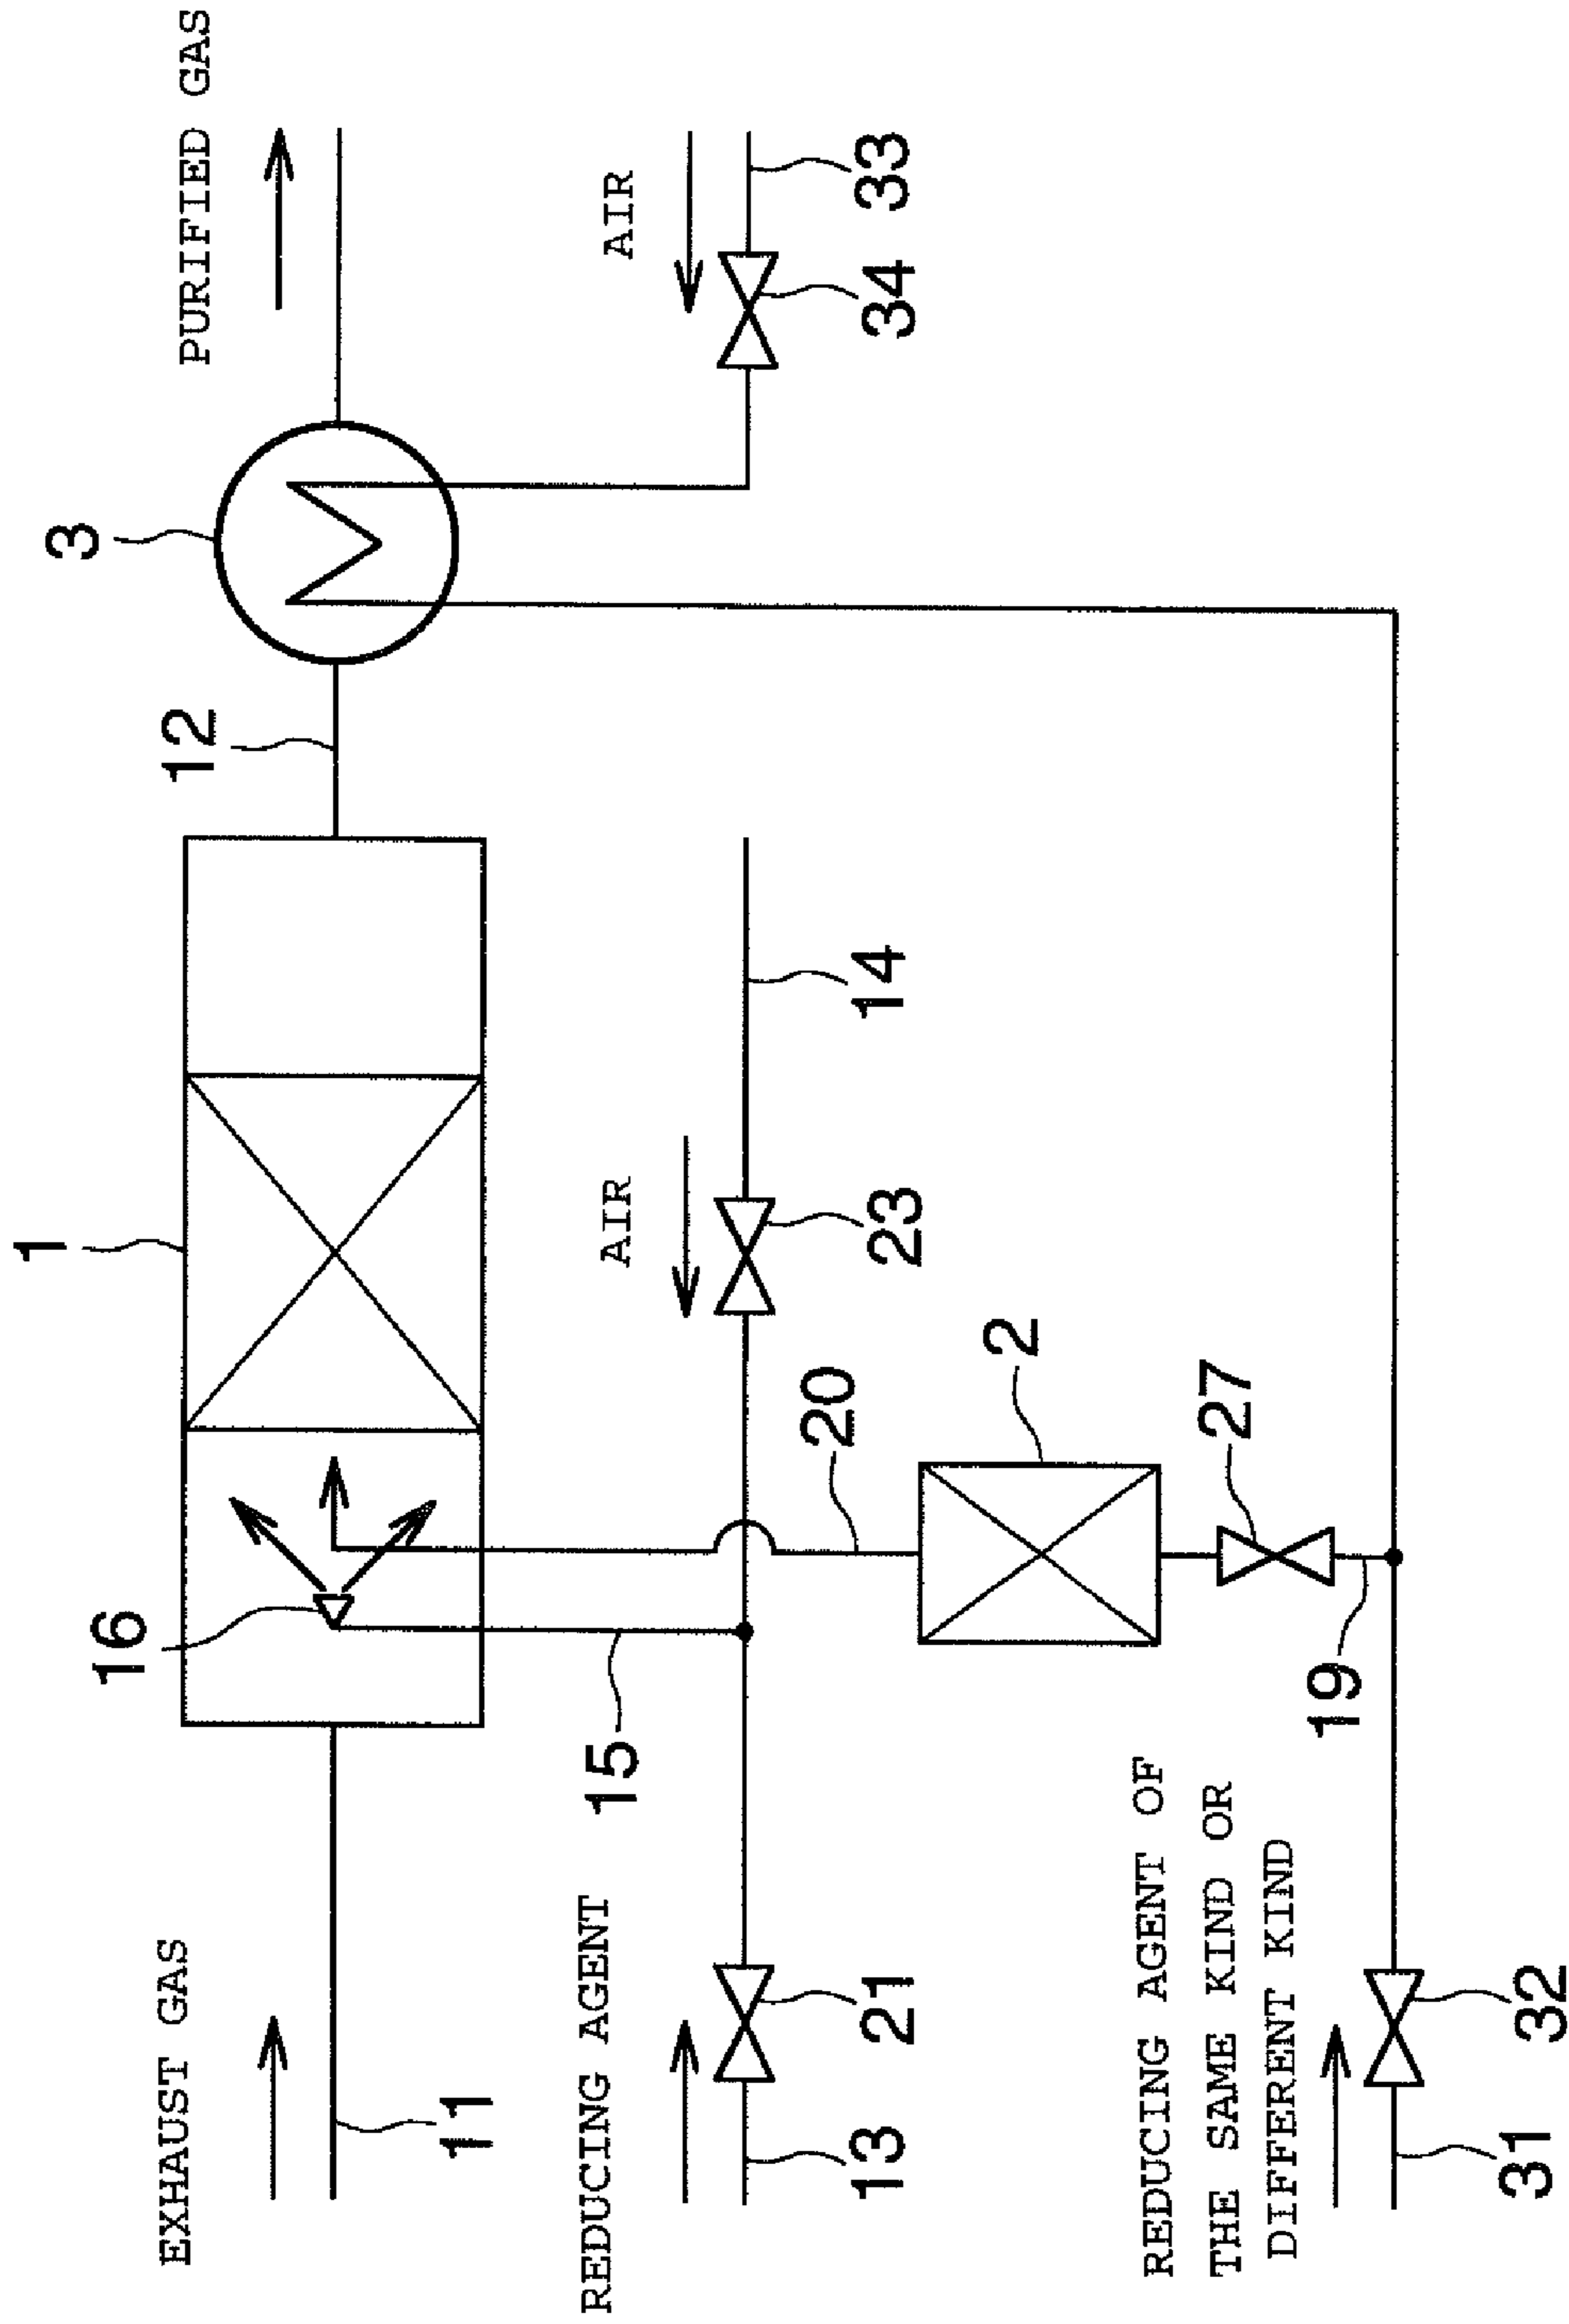 1
3
PURIFIED GAS
12
16
EXHAUST GAS
11
15
AIR
AIR
REDUCING AGENT
13
21
23
14
34
33
20
2
27
19
REDUCING AGENT OF
THE SAME KIND OR
DIFFERENT KIND
31
32